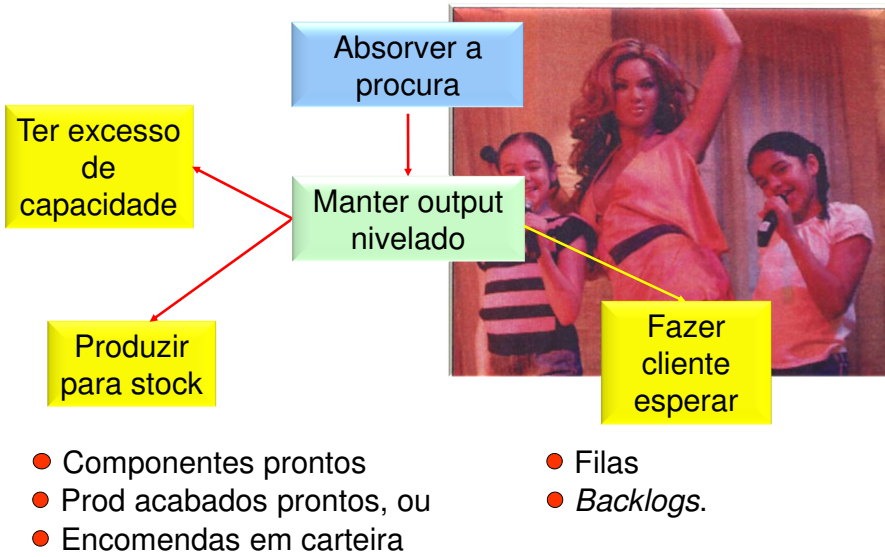 Absorver a
procura
Ter excesso
de
capacidade
Manter output
nivelado
Produzir
para stock
Fazer
cliente
esperar
Componentes prontos
Prod acabados prontos, ou
Encomendas em carteira
Filas
Backlogs.